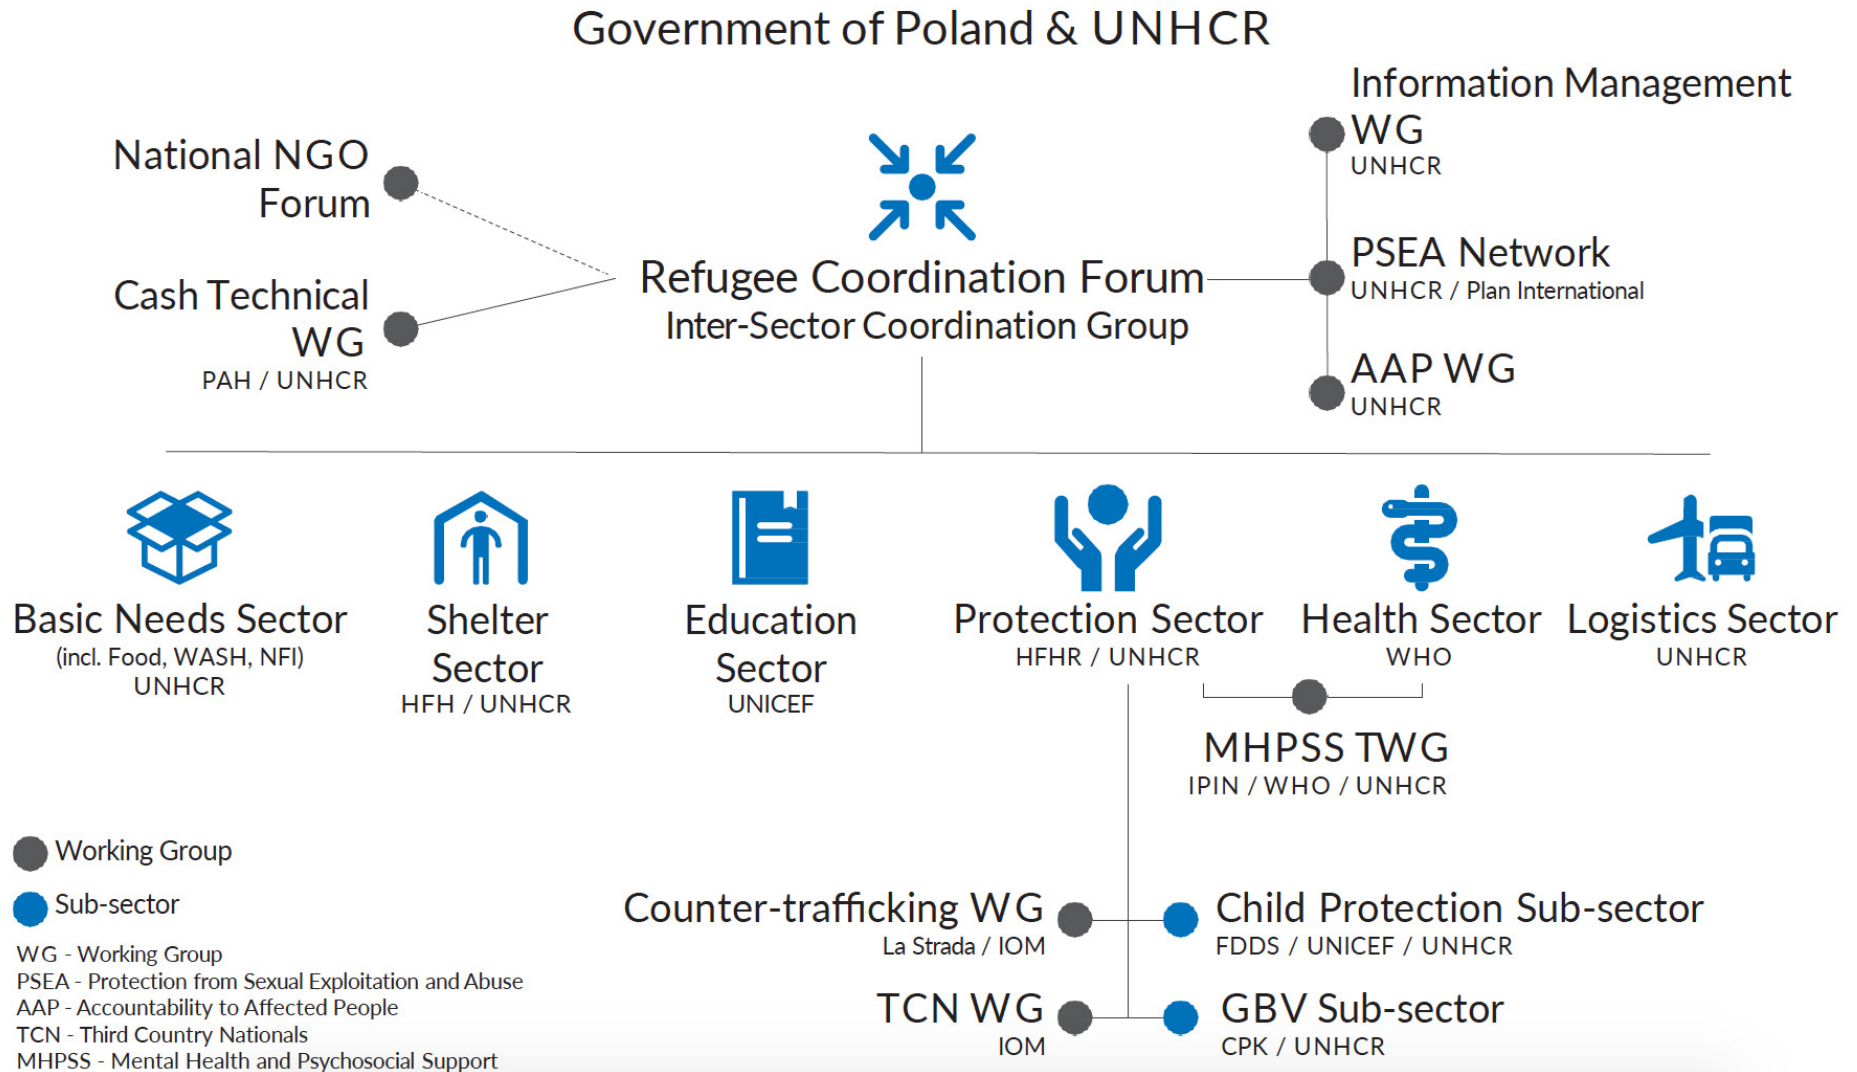 Government of Poland & UNHCR
National NGO
Forum
Cash Technical
WG
PAH / UNHCR
Refugee Coordination Forum
Inter-Sector Coordination Group
Information Management
WG
UNHCR
PSEA Network
UNHCR / Plan International
AAP WG
UNHCR
Basic Needs Sector
(incl. Food, WASH, NFI)
UNHCR
Shelter
Sector
HFH / UNHCR
Education
Sector
UNICEF
Protection Sector
HFHR / UNHCR
Health Sector
WHO
Logistics Sector
UNHCR
MHPSS TWG
IPIN / WHO / UNHCR
Counter-trafficking WG
La Strada / IOM
Child Protection Sub-sector
FDDS / UNICEF / UNHCR
TCN WG
IOM
GBV Sub-sector
CPK / UNHCR
Working Group
Sub-sector
WG - Working Group
PSEA - Protection from Sexual Exploitation and Abuse
AAP - Accountability to Affected People
TCN - Third Country Nationals
MHPSS - Mental Health and Psychosocial Support